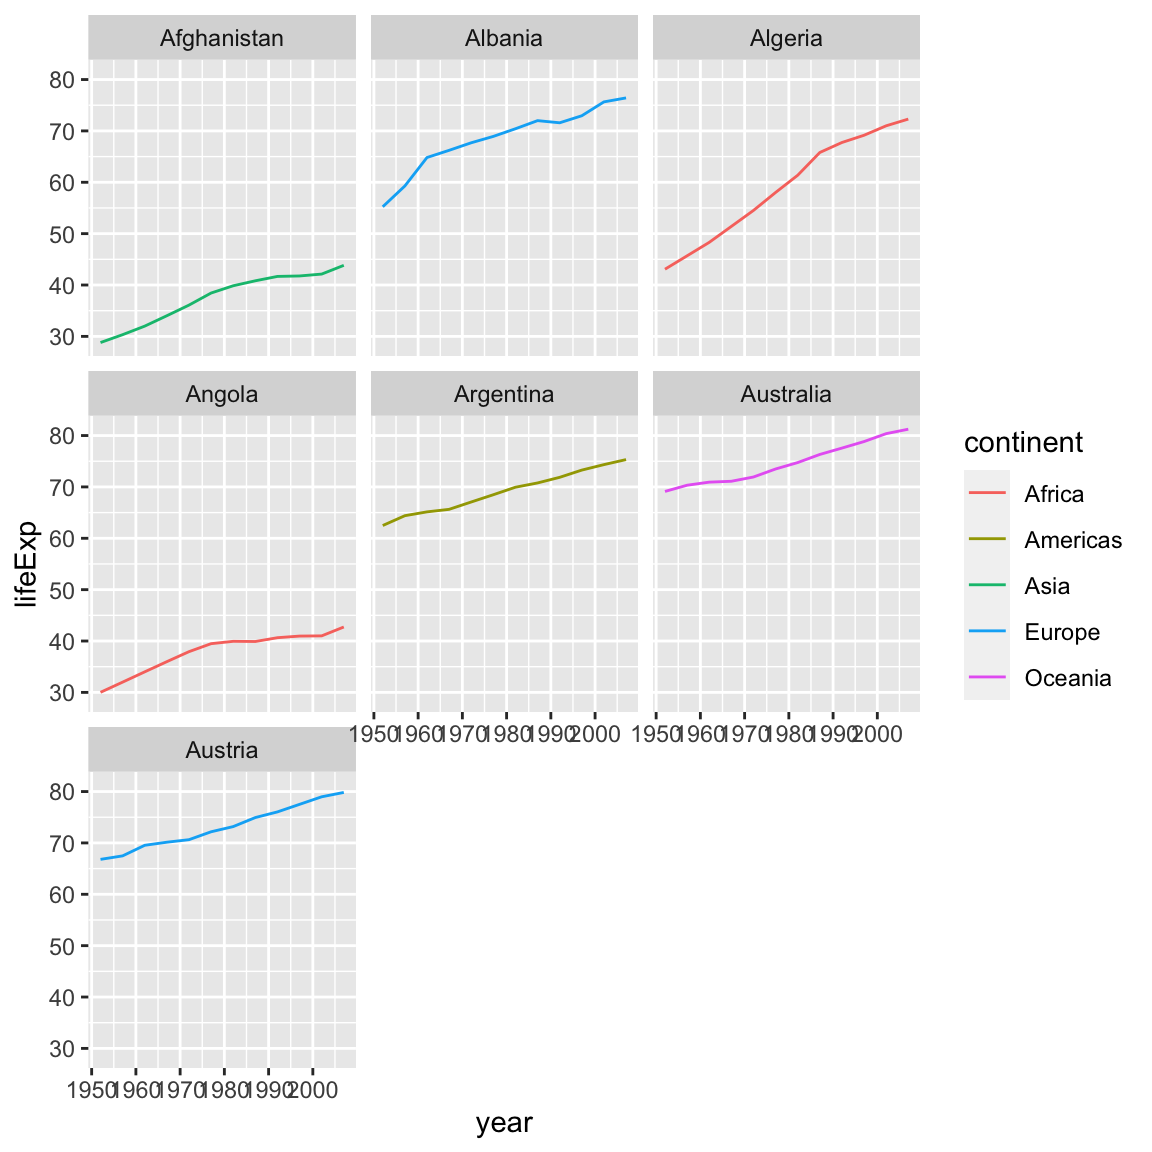 Afghanistan Albania Algeria
80
70
60
50
40
30
Angola Argentina Australia
80
70
60
50
40
30
1950 1960 1970 1980 1990 2000 1950 1960 1970 1980 1990 2000
Austria
80
70
60
50
40
30
1950 1960 1970 1980 1990 2000
lifeExp
year
continent
Africa
Americas
Asia
Europe
Oceania